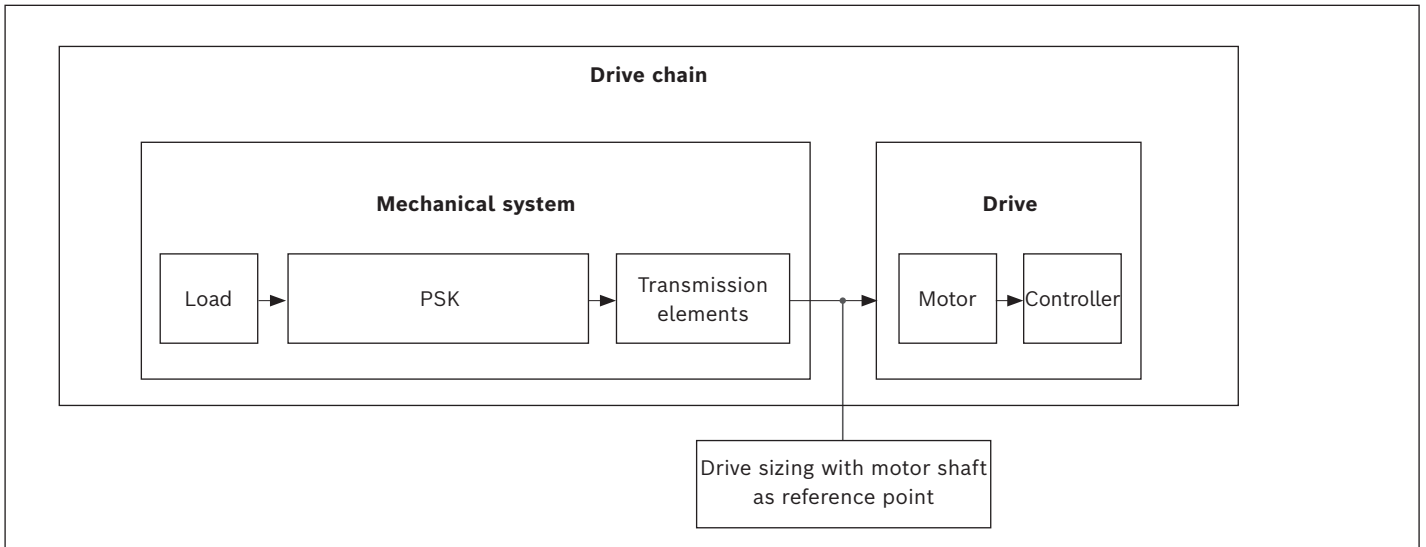 Drive chain
Mechanical system
Drive
Load
PSK
Transmission
elements
Motor
Controller
Drive sizing with motor shaft
as reference point